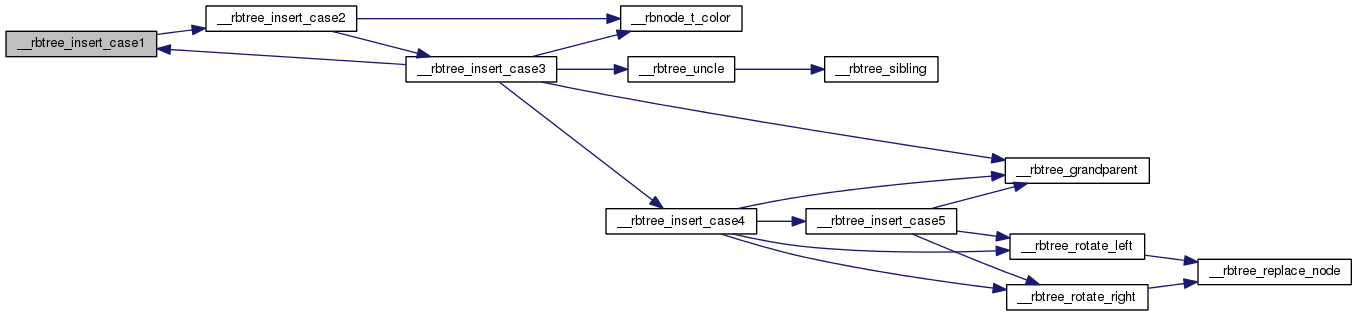 __rbtree_insert_case1
__rbtree_insert_case2
__rbnode_t_color
__rbtree_insert_case3
__rbtree_uncle
__rbtree_sibling
__rbtree_grandparent
__rbtree_insert_case4
__rbtree_insert_case5
__rbtree_rotate_left
__rbtree_replace_node
__rbtree_rotate_right